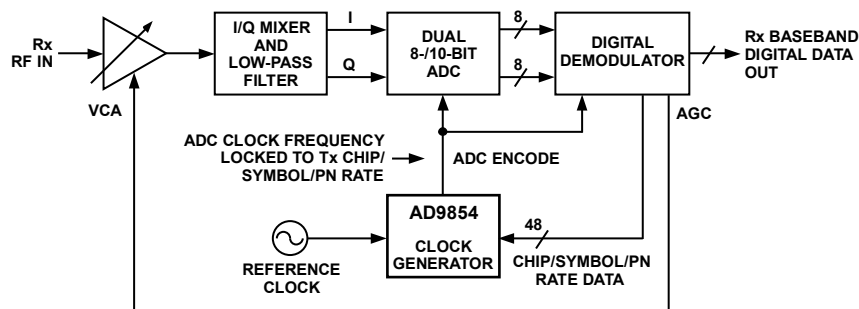 Rx
RF IN
VCA
I/Q MIXER
AND
LOW-PASS
FILTER
I
Q
DUAL
8-/10-BIT
ADC
8
8
DIGITAL
DEMODULATOR
Rx BASEBAND
DIGITAL DATA
OUT
AGC
ADC CLOCK FREQUENCY
LOCKED TO Tx CHIP/
SYMBOL/PN RATE
ADC ENCODE
AD9854
CLOCK
GENERATOR
48
REFERENCE
CLOCK
CHIP/SYMBOL/PN
RATE DATA